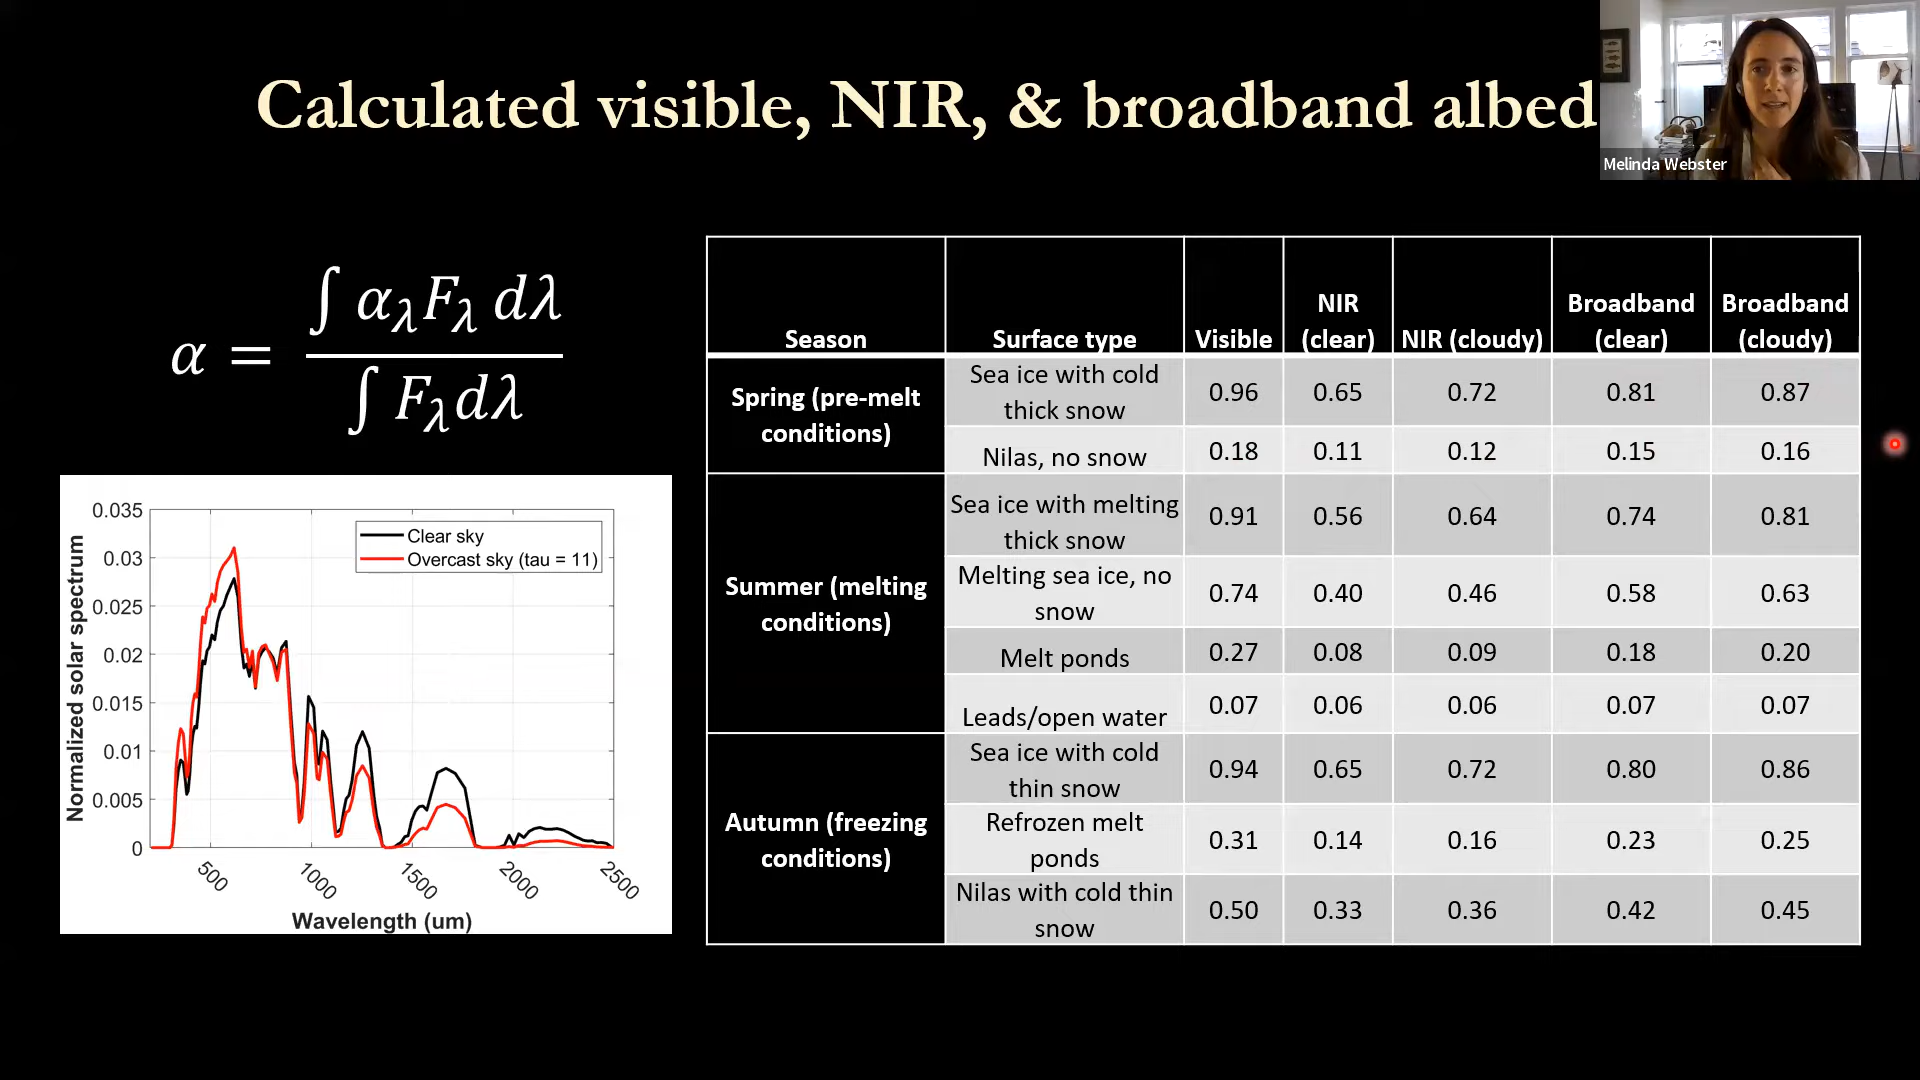 Calculated visible, NIR, & broadband albed
Melinda Webster
α = ∫ α_λ F_λ dλ / ∫ F_λ dλ
Normalized solar spectrum
0.035
0.03
0.025
0.02
0.015
0.01
0.005
0
Clear sky
Overcast sky (tau = 11)
500
1000
1500
2000
2500
Wavelength (um)
Season
Surface type
Visible
NIR
(clear)
NIR (cloudy)
Broadband
(clear)
Broadband
(cloudy)
Spring (pre-melt
conditions)
Sea ice with cold
thick snow
0.96 0.65 0.72 0.81 0.87
Nilas, no snow
0.18 0.11 0.12 0.15 0.16
Summer (melting
conditions)
Sea ice with melting
thick snow
0.91 0.56 0.64 0.74 0.81
Melting sea ice, no
snow
0.74 0.40 0.46 0.58 0.63
Melt ponds
0.27 0.08 0.09 0.18 0.20
Leads/open water
0.07 0.06 0.06 0.07 0.07
Autumn (freezing
conditions)
Sea ice with cold
thin snow
0.94 0.65 0.72 0.80 0.86
Refrozen melt
ponds
0.31 0.14 0.16 0.23 0.25
Nilas with cold thin
snow
0.50 0.33 0.36 0.42 0.45